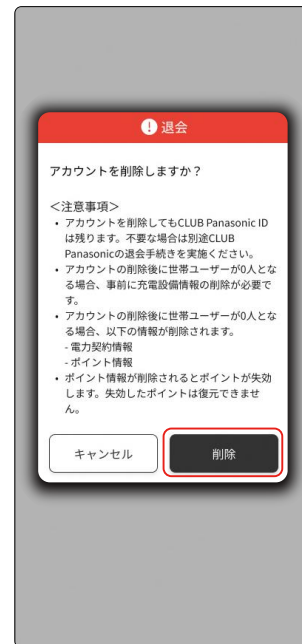 ! 退会
アカウントを削除しますか？
＜注意事項＞
• アカウントを削除してもCLUB Panasonic ID
は残ります。不要な場合は別途CLUB
Panasonicの退会手続きを実施ください。
• アカウントの削除後に世帯ユーザーが0人とな
る場合、事前に充電設備情報の削除が必要で
す。
• アカウントの削除後に世帯ユーザーが0人とな
る場合、以下の情報が削除されます。
- 電力契約情報
- ポイント情報
• ポイント情報が削除されるとポイントが失効
します。失効したポイントは復元できませ
ん。
キャンセル
削除